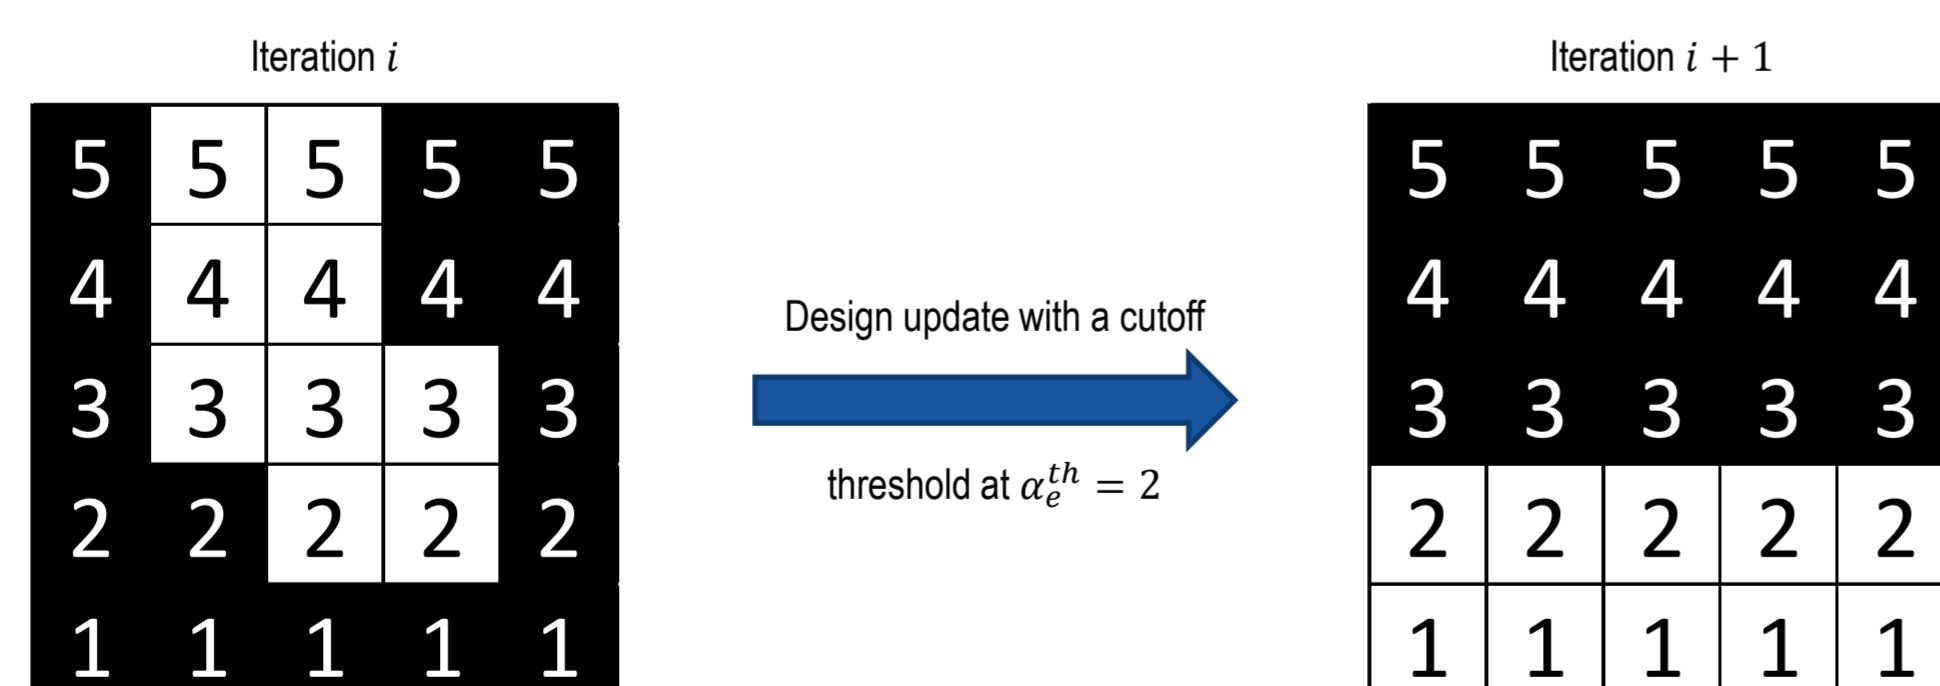 Iteration i
Iteration i + 1
5 5 5 5 5
4 4 4 4 4
3 3 3 3 3
2 2 2 2 2
1 1 1 1 1
Design update with a cutoff
threshold at αₑᵗʰ = 2
5 5 5 5 5
4 4 4 4 4
3 3 3 3 3
2 2 2 2 2
1 1 1 1 1